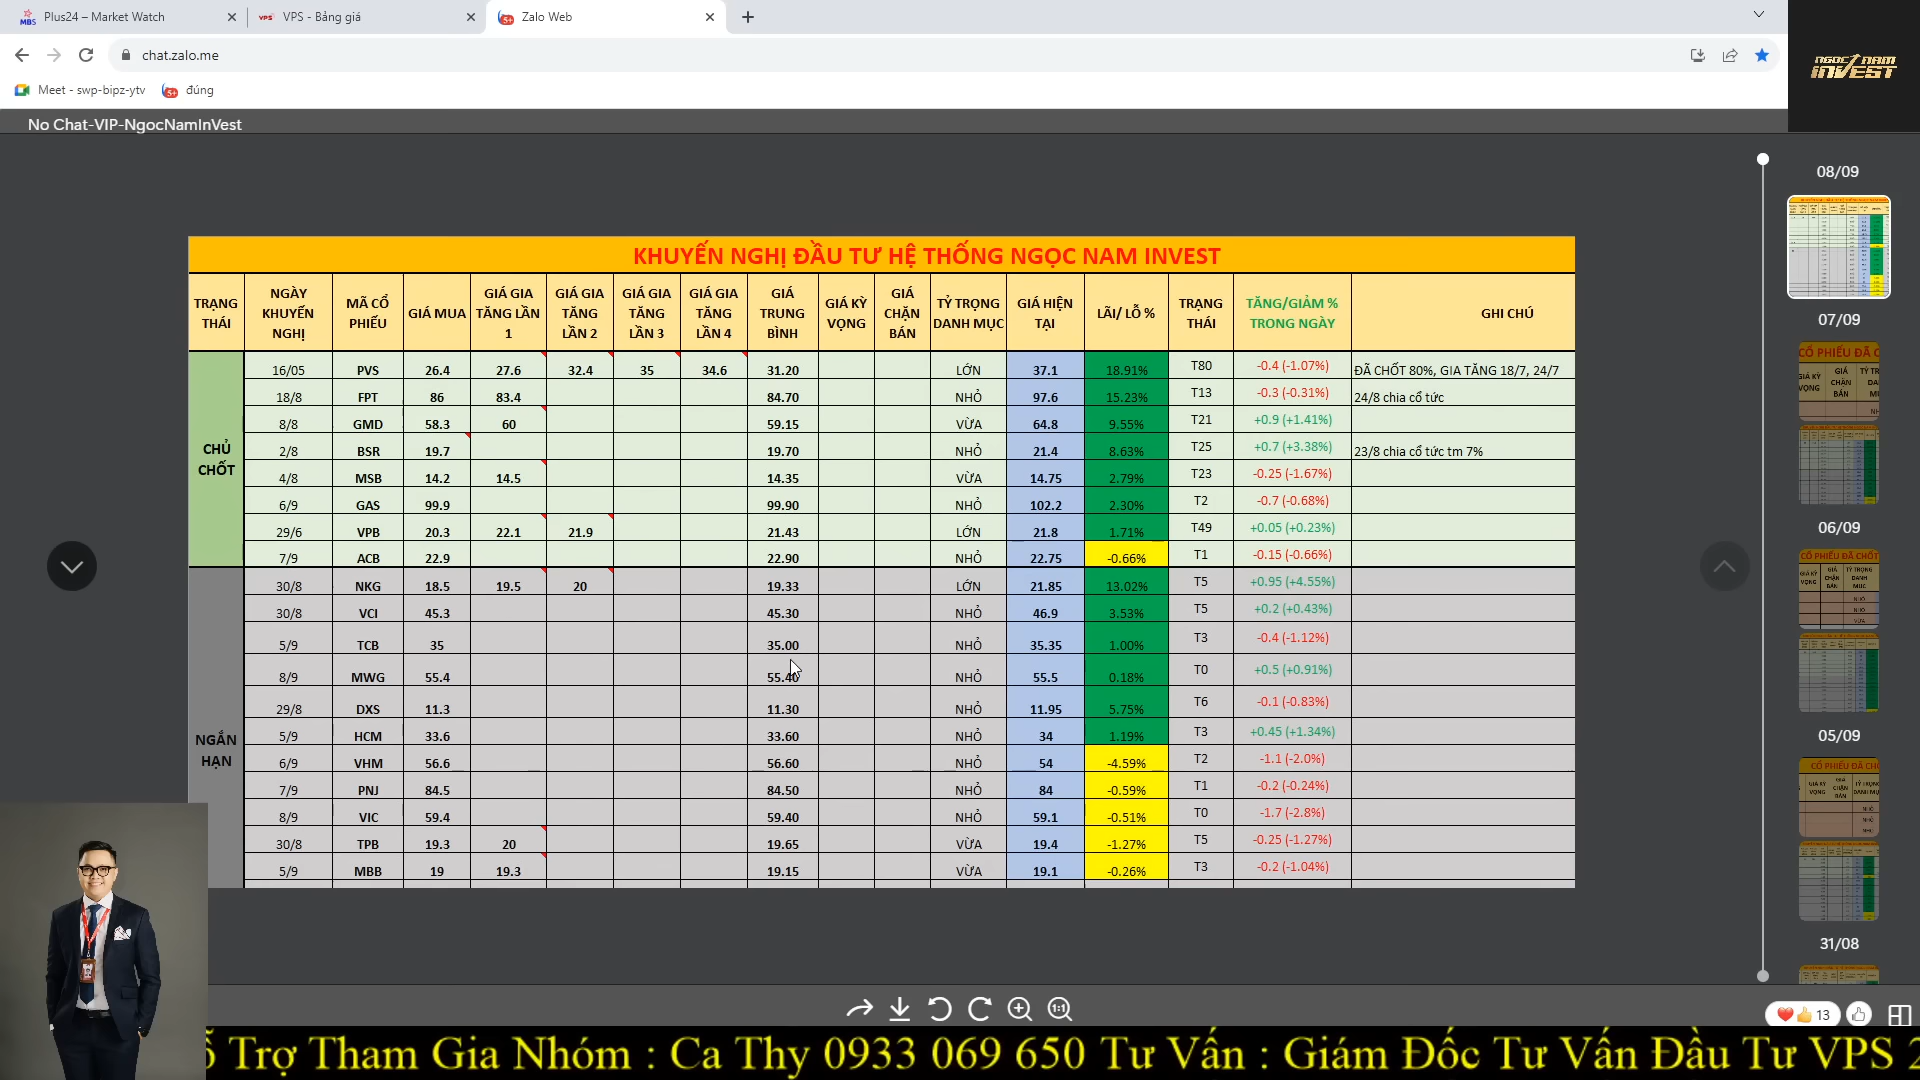 Plus24 – Market Watch
VPS - Bảng giá
Zalo Web
chat.zalo.me
Meet - swp-bipz-ytv
đúng
NGOC NAM
INVEST
No Chat-VIP-NgocNamInVest
KHUYẾN NGHỊ ĐẦU TƯ HỆ THỐNG NGỌC NAM INVEST
TRẠNG THÁI NGÀY KHUYẾN NGHỊ MÃ CỔ PHIẾU GIÁ MUA GIÁ GIA TĂNG LẦN 1 GIÁ GIA TĂNG LẦN 2 GIÁ GIA TĂNG LẦN 3 GIÁ GIA TĂNG LẦN 4 GIÁ TRUNG BÌNH GIÁ KỲ VỌNG GIÁ CHẶN BÁN TỶ TRỌNG DANH MỤC GIÁ HIỆN TẠI LÃI/ LỖ % TRẠNG THÁI TĂNG/GIẢM % TRONG NGÀY GHI CHÚ
CHỦ CHỐT
16/05 PVS 26.4 27.6 32.4 35 34.6 31.20 LỚN 37.1 18.91% T80 -0.4 (-1.07%) ĐÃ CHỐT 80%, GIA TĂNG 18/7, 24/7
18/8 FPT 86 83.4 84.70 NHỎ 97.6 15.23% T13 -0.3 (-0.31%) 24/8 chia cổ tức
8/8 GMD 58.3 60 59.15 VỪA 64.8 9.55% T21 +0.9 (+1.41%)
2/8 BSR 19.7 19.70 NHỎ 21.4 8.63% T25 +0.7 (+3.38%) 23/8 chia cổ tức tm 7%
4/8 MSB 14.2 14.5 14.35 VỪA 14.75 2.79% T23 -0.25 (-1.67%)
6/9 GAS 99.9 99.90 NHỎ 102.2 2.30% T2 -0.7 (-0.68%)
29/6 VPB 20.3 22.1 21.9 21.43 LỚN 21.8 1.71% T49 +0.05 (+0.23%)
7/9 ACB 22.9 22.90 NHỎ 22.75 -0.66% T1 -0.15 (-0.66%)
NGẮN HẠN
30/8 NKG 18.5 19.5 20 19.33 LỚN 21.85 13.02% T5 +0.95 (+4.55%)
30/8 VCI 45.3 45.30 NHỎ 46.9 3.53% T5 +0.2 (+0.43%)
5/9 TCB 35 35.00 NHỎ 35.35 1.00% T3 -0.4 (-1.12%)
8/9 MWG 55.4 55.40 NHỎ 55.5 0.18% T0 +0.5 (+0.91%)
29/8 DXS 11.3 11.30 NHỎ 11.95 5.75% T6 -0.1 (-0.83%)
5/9 HCM 33.6 33.60 NHỎ 34 1.19% T3 +0.45 (+1.34%)
6/9 VHM 56.6 56.60 NHỎ 54 -4.59% T2 -1.1 (-2.0%)
7/9 PNJ 84.5 84.50 NHỎ 84 -0.59% T1 -0.2 (-0.24%)
8/9 VIC 59.4 59.40 NHỎ 59.1 -0.51% T0 -1.7 (-2.8%)
30/8 TPB 19.3 20 19.65 VỪA 19.4 -1.27% T5 -0.25 (-1.27%)
5/9 MBB 19 19.3 19.15 VỪA 19.1 -0.26% T3 -0.2 (-1.04%)
08/09
07/09
06/09
05/09
31/08
1:1
13
Trợ Tham Gia Nhóm : Ca Thy 0933 069 650 Tư Vấn : Giám Đốc Tư Vấn Đầu Tư VPS 2